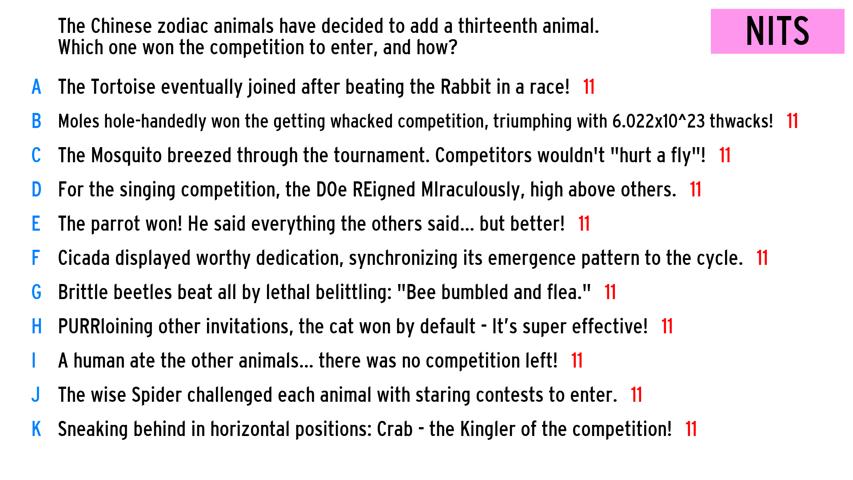 The Chinese zodiac animals have decided to add a thirteenth animal.
Which one won the competition to enter, and how?
NITS
A The Tortoise eventually joined after beating the Rabbit in a race! 11
B Moles hole-handedly won the getting whacked competition, triumphing with 6.022x10^23 thwacks! 11
C The Mosquito breezed through the tournament. Competitors wouldn't "hurt a fly"! 11
D For the singing competition, the DOe REigned MIraculously, high above others. 11
E The parrot won! He said everything the others said... but better! 11
F Cicada displayed worthy dedication, synchronizing its emergence pattern to the cycle. 11
G Brittle beetles beat all by lethal belittling: "Bee bumbled and flea." 11
H PURRloining other invitations, the cat won by default - It's super effective! 11
I A human ate the other animals... there was no competition left! 11
J The wise Spider challenged each animal with staring contests to enter. 11
K Sneaking behind in horizontal positions: Crab - the Kingler of the competition! 11